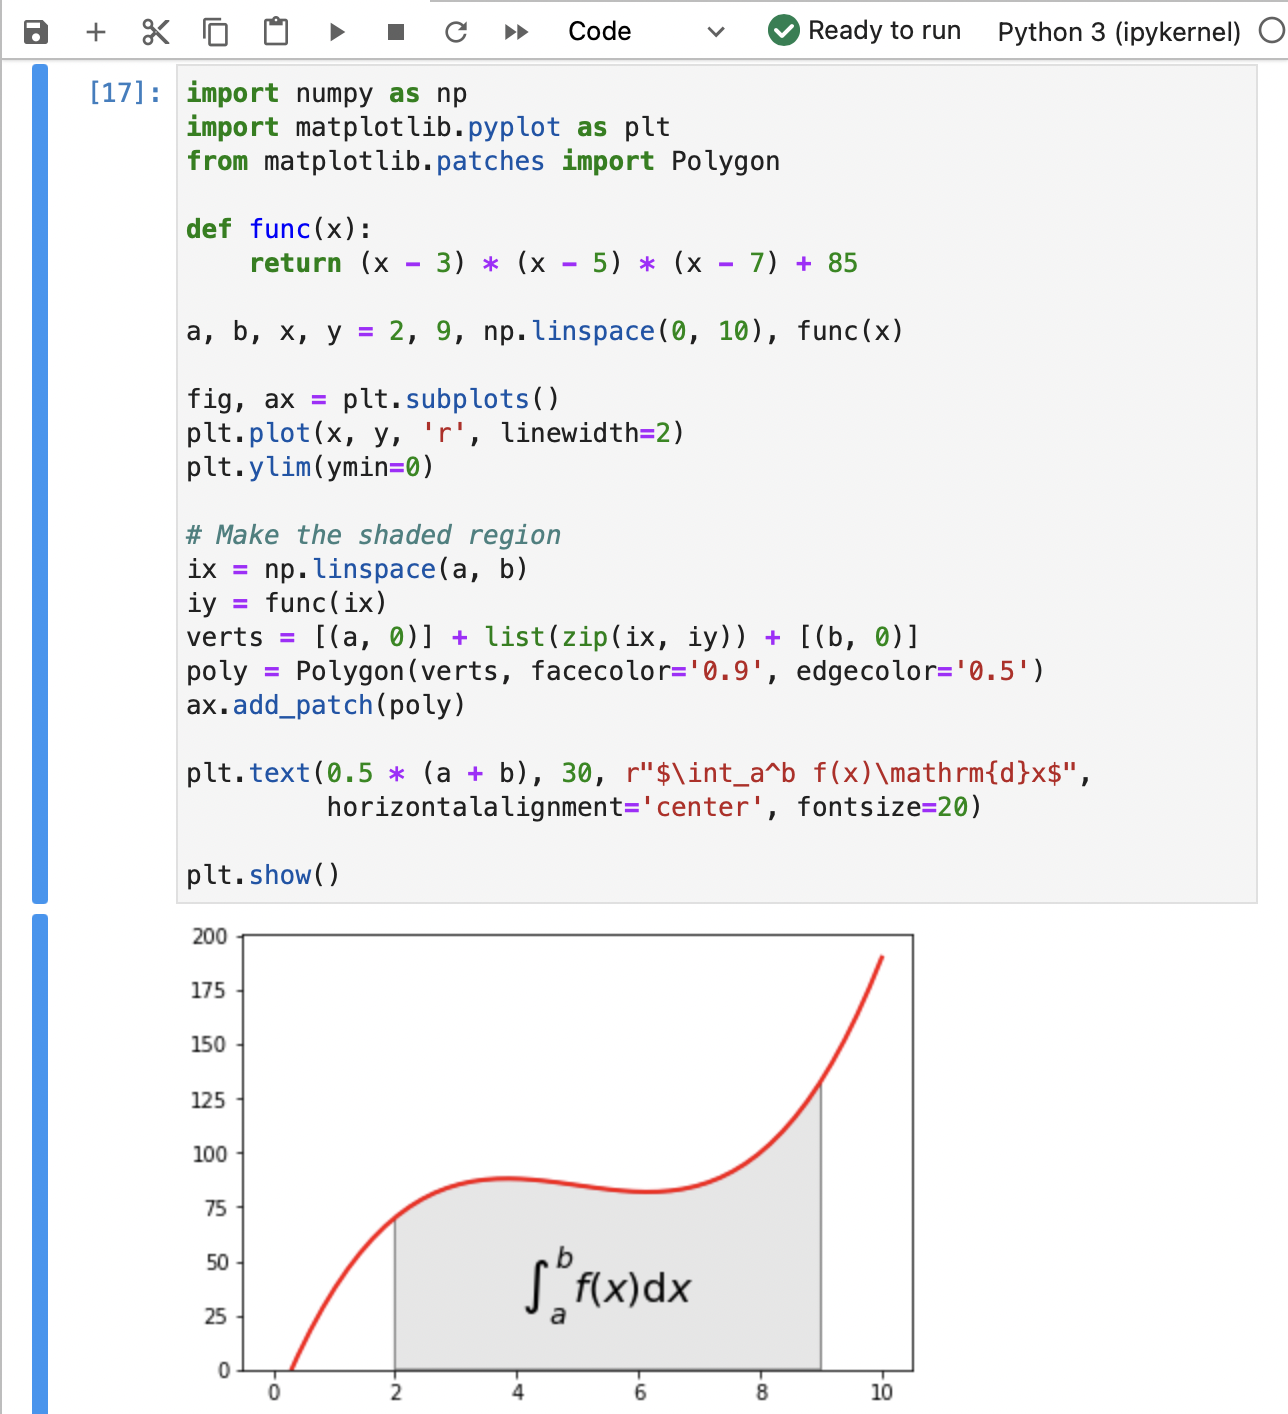 Code Ready to run Python 3 (ipykernel)
[17]: import numpy as np
import matplotlib.pyplot as plt
from matplotlib.patches import Polygon
def func(x):
    return (x - 3) * (x - 5) * (x - 7) + 85
a, b, x, y = 2, 9, np.linspace(0, 10), func(x)
fig, ax = plt.subplots()
plt.plot(x, y, 'r', linewidth=2)
plt.ylim(ymin=0)
# Make the shaded region
ix = np.linspace(a, b)
iy = func(ix)
verts = [(a, 0)] + list(zip(ix, iy)) + [(b, 0)]
poly = Polygon(verts, facecolor='0.9', edgecolor='0.5')
ax.add_patch(poly)
plt.text(0.5 * (a + b), 30, r"$\int_a^b f(x)\mathrm{d}x$",
         horizontalalignment='center', fontsize=20)
plt.show()
200
175
150
125
100
75
50
25
0
∫_a^b f(x)dx
0 2 4 6 8 10